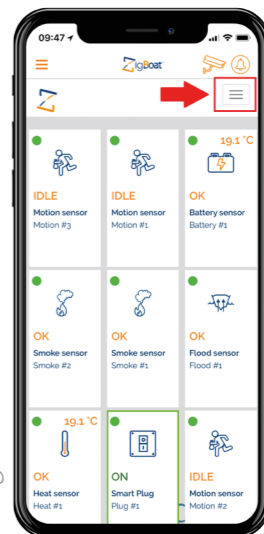 09:47
ZigBoat
19.1 °C
IDLE
IDLE
OK
Motion sensor
Motion sensor
Battery sensor
Motion #3
Motion #1
Battery #1
OK
OK
OK
Smoke sensor
Smoke sensor
Flood sensor
Smoke #2
Smoke #1
Flood #1
19.1 °C
OK
ON
IDLE
Heat sensor
Smart Plug
Motion sensor
Heat #1
Plug #1
Motion #2